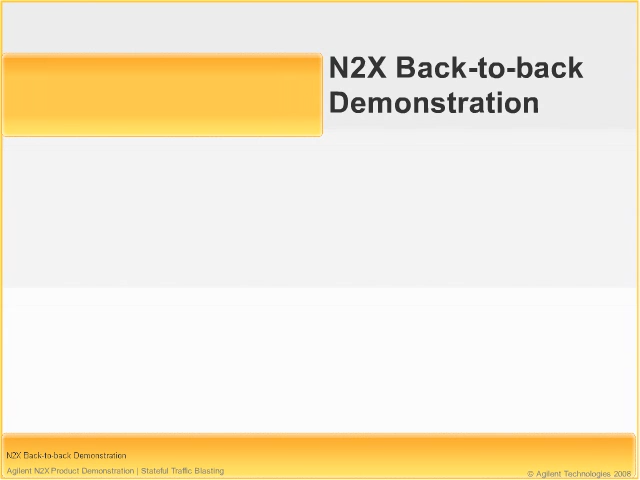 N2X Back-to-back
Demonstration
N2X Back-to-back Demonstration
Agilent N2X Product Demonstration | Stateful Traffic Blasting
© Agilent Technologies 2008